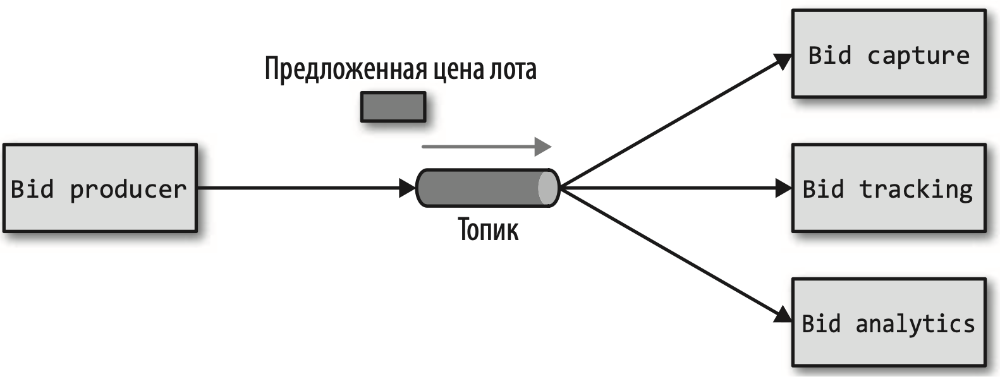 Предложенная цена лота
Bid producer
Топик
Bid capture
Bid tracking
Bid analytics